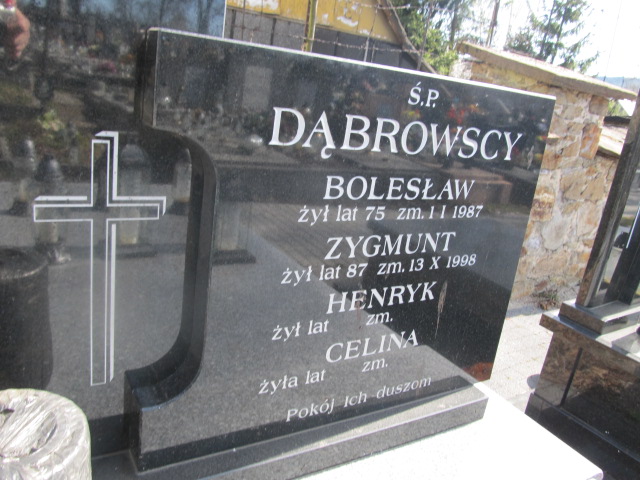 Ś.P.
DĄBROWSCY
BOLESŁAW
żył lat 75 zm. 1 I 1987
ZYGMUNT
żył lat 87 zm. 13 X 1998
HENRYK
żył lat zm.
CELINA
żyła lat zm.
Pokój Ich duszom